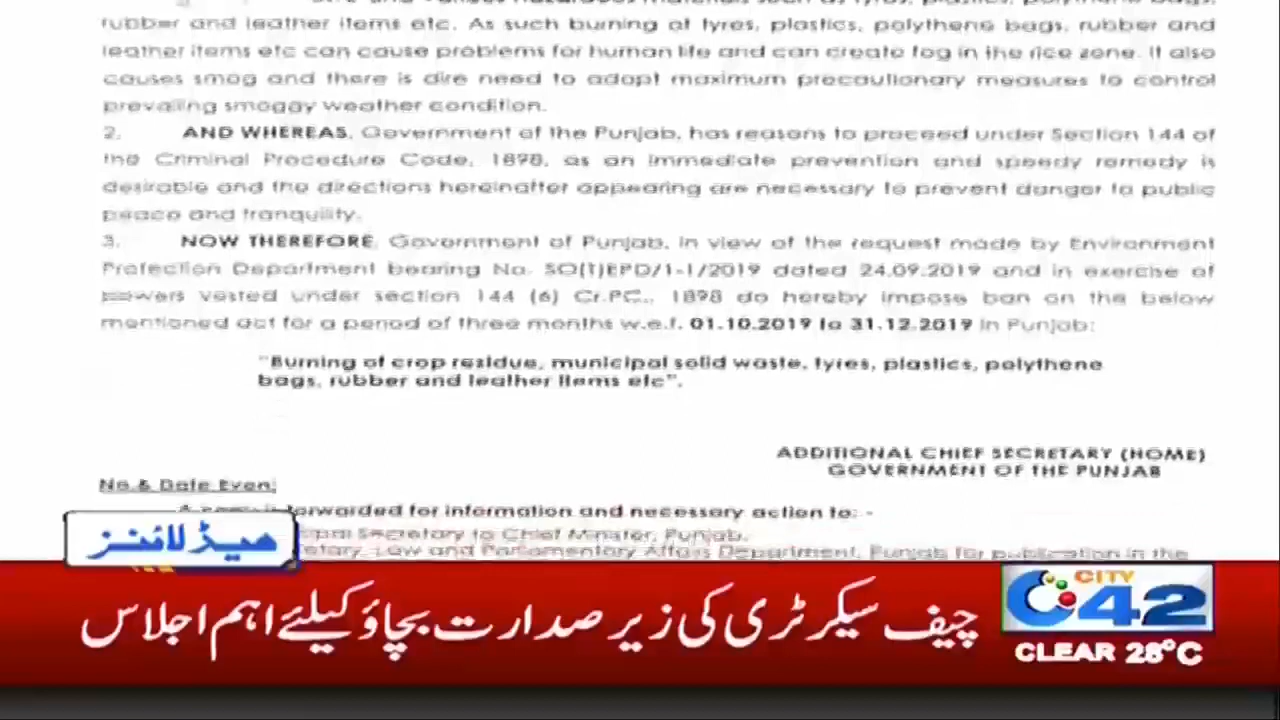 rubber and leather items etc. As such burning of tyres, plastics, polythene bags, rubber and
leather items etc can cause problems for human life and can create fog in the rice zone. It also
causes smog and there is dire need to adopt maximum precautionary measures to control
prevailing smoggy weather condition.
2. AND WHEREAS, Government of the Punjab, has reasons to proceed under Section 144 of
the Criminal Procedure Code, 1898, as an immediate prevention and speedy remedy is
desirable and the directions hereinafter appearing are necessary to prevent danger to public
peace and tranquility.
3. NOW THEREFORE, Government of Punjab, in view of the request made by Environment
Protection Department bearing No. SO(T)EPD/1-1/2019 dated 24.09.2019 and in exercise of
powers vested under section 144 (6) Cr.PC., 1898 do hereby impose ban on the below
mentioned act for a period of three months w.e.f. 01.10.2019 to 31.12.2019 in Punjab:
"Burning of crop residue, municipal solid waste, tyres, plastics, polythene
bags, rubber and leather items etc".
ADDITIONAL CHIEF SECRETARY (HOME)
GOVERNMENT OF THE PUNJAB
No.& Date Even:
forwarded for information and necessary action to: -
Secretary to Chief Minister, Punjab.
Law and Parliamentary Affairs Department, Punjab for publication in the
ہیڈلائنز
چیف سیکرٹری کی زیر صدارت بچاؤ کیلئے اہم اجلاس
CITY
42
CLEAR 28°C